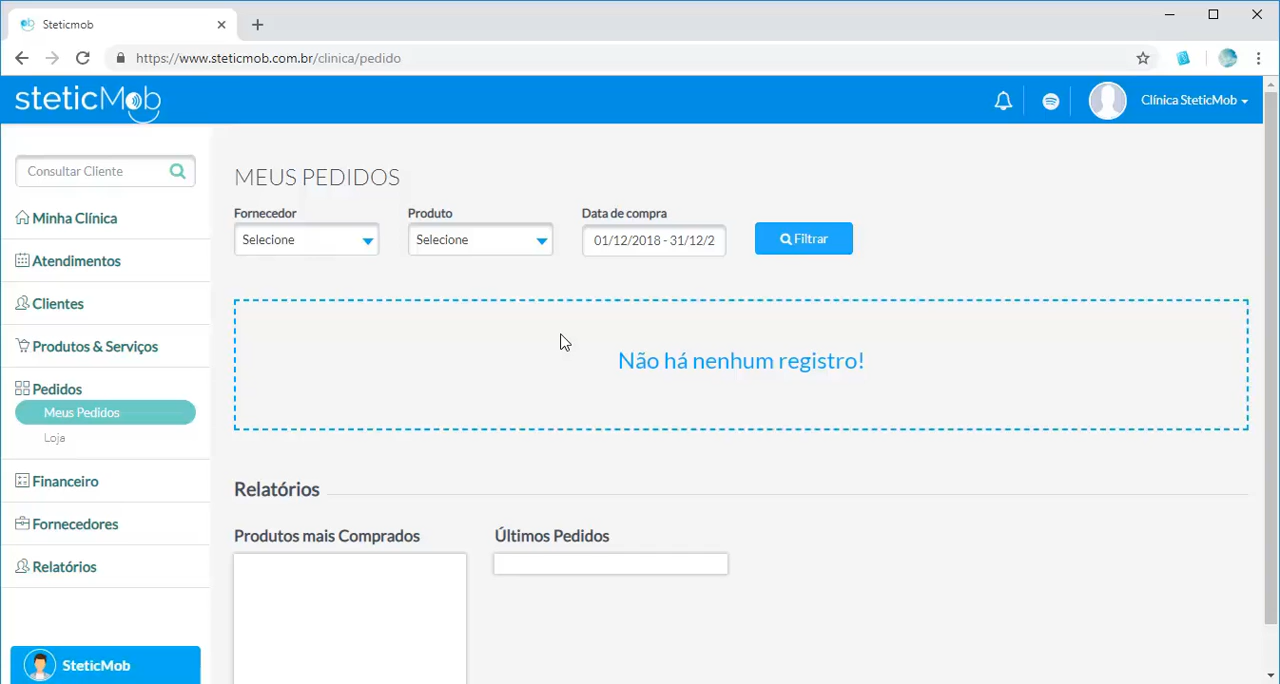 Steticmob
https://www.steticmob.com.br/clinica/pedido
steticMob
Clínica SteticMob
Consultar Cliente
Minha Clínica
Atendimentos
Clientes
Produtos & Serviços
Pedidos
Meus Pedidos
Loja
Financeiro
Fornecedores
Relatórios
SteticMob
MEUS PEDIDOS
Fornecedor
Produto
Data de compra
Selecione
Selecione
01/12/2018 - 31/12/2
Filtrar
Não há nenhum registro!
Relatórios
Produtos mais Comprados
Últimos Pedidos